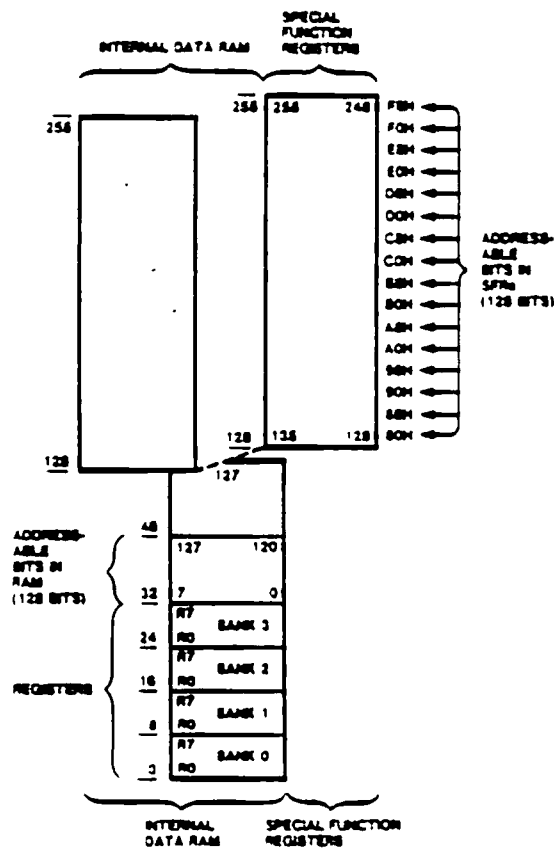 INTERNAL DATA RAM
SPECIAL
FUNCTION
REGISTERS
255
255
255 248
F8H
F0H
E8H
E0H
D8H
D0H
C8H
C0H
B8H
B0H
A8H
A0H
98H
90H
88H
80H
ADDRESS-
ABLE
BITS IN
SFRs
(128 BITS)
128
128
135 128
127
ADDRESS-
ABLE
BITS IN
RAM
(128 BITS)
48
127 120
32
7 0
R7
R0
BANK 3
24
R7
R0
BANK 2
16
REGISTERS
R7
R0
BANK 1
8
R7
R0
BANK 0
0
INTERNAL
DATA RAM
SPECIAL FUNCTION
REGISTERS